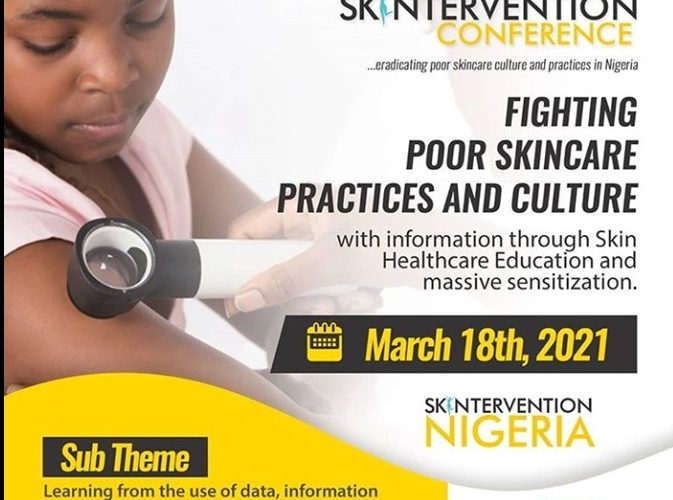 SKINTERVENTION
CONFERENCE
...eradicating poor skincare culture and practices in Nigeria
FIGHTING
POOR SKINCARE
PRACTICES AND CULTURE
with information through Skin
Healthcare Education and
massive sensitization.
March 18th, 2021
SKINTERVENTION
NIGERIA
Sub Theme
Learning from the use of data, information